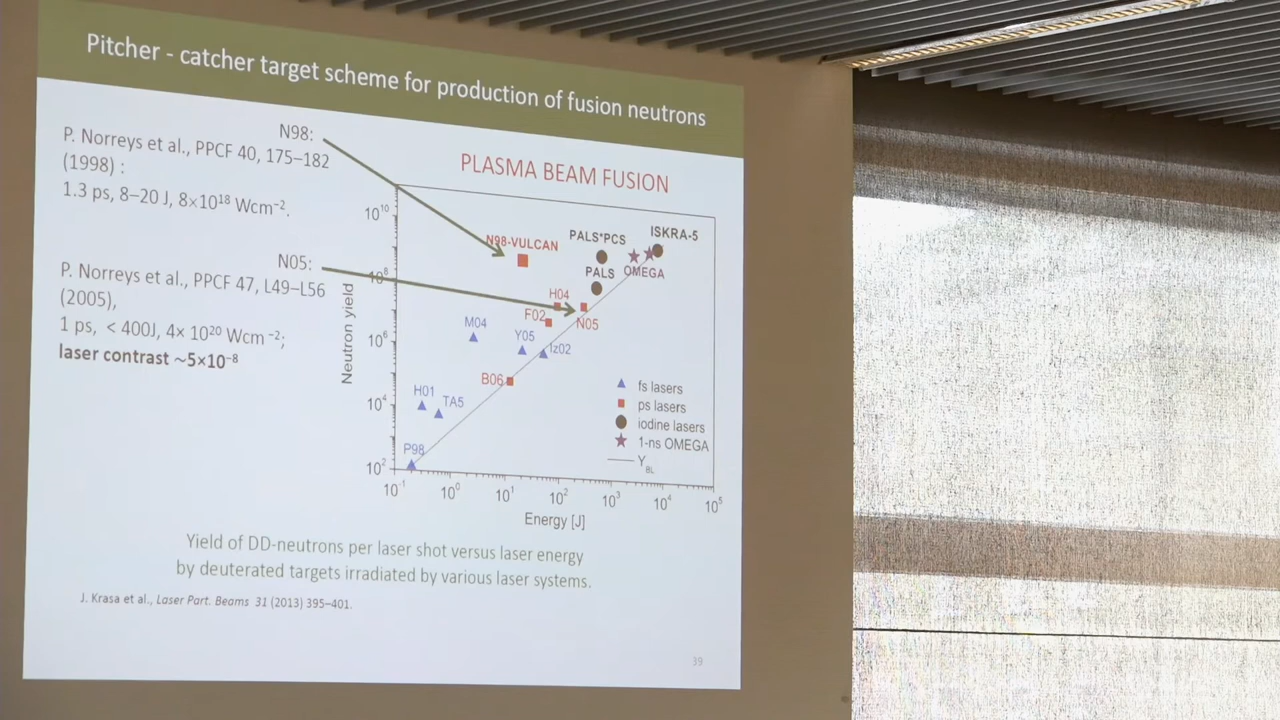 Pitcher - catcher target scheme for production of fusion neutrons
N98:
P. Norreys et al., PPCF 40, 175–182
(1998) :
1.3 ps, 8–20 J, 8×10¹⁸ Wcm⁻².
N05:
P. Norreys et al., PPCF 47, L49–L56
(2005),
1 ps, < 400J, 4× 10²⁰ Wcm⁻²;
laser contrast ~5×10⁻⁸
PLASMA BEAM FUSION
Neutron yield
10¹⁰
10⁸
10⁶
10⁴
10²
N98-VULCAN
PALS*PCS
ISKRA-5
PALS
OMEGA
H04
F02
N05
M04
Y05
Iz02
B06
H01
TA5
P98
fs lasers
ps lasers
iodine lasers
1-ns OMEGA
Y_BL
10⁻¹ 10⁰ 10¹ 10² 10³ 10⁴ 10⁵
Energy [J]
Yield of DD-neutrons per laser shot versus laser energy
by deuterated targets irradiated by various laser systems.
J. Krasa et al., Laser Part. Beams 31 (2013) 395–401.
39